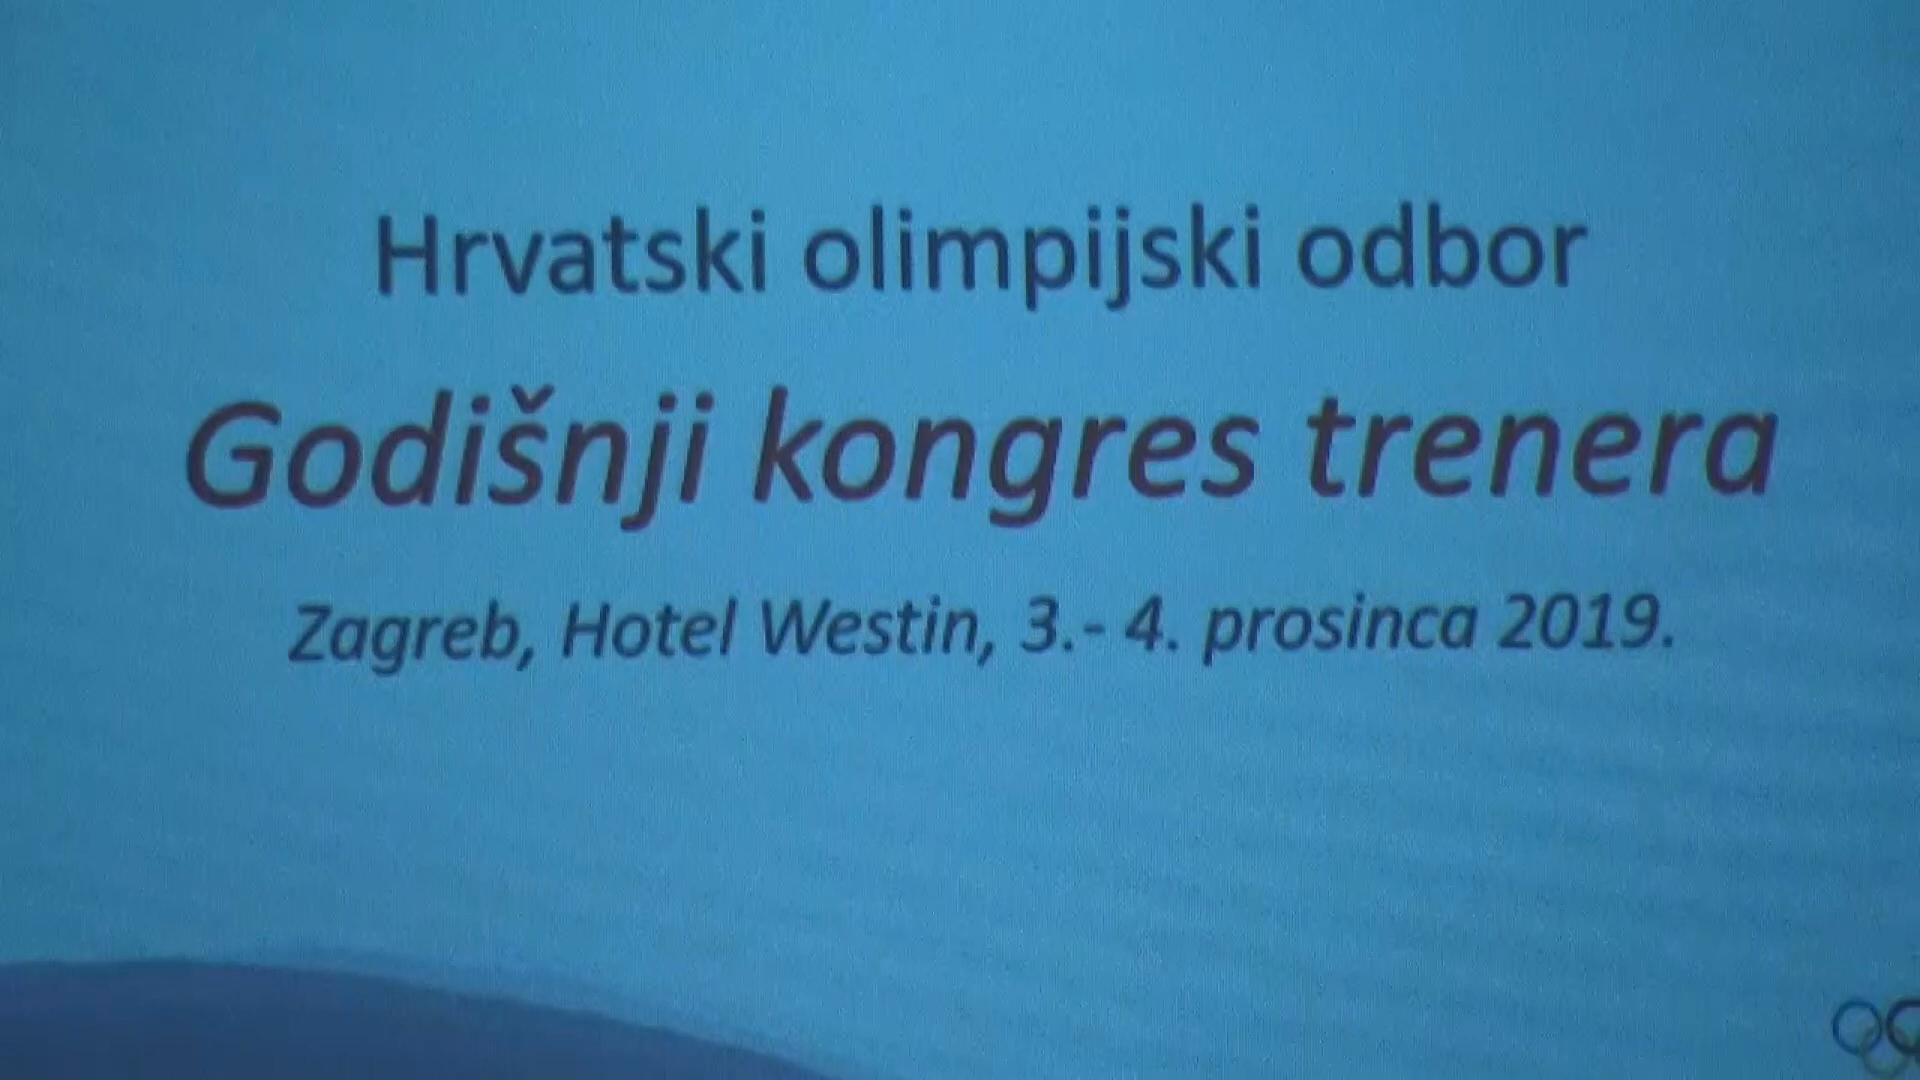 Hrvatski olimpijski odbor
Godišnji kongres trenera
Zagreb, Hotel Westin, 3.- 4. prosinca 2019.